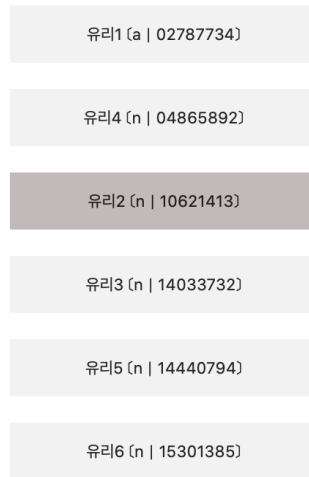 유리1〔a | 02787734〕
유리4〔n | 04865892〕
유리2〔n | 10621413〕
유리3〔n | 14033732〕
유리5〔n | 14440794〕
유리6〔n | 15301385〕